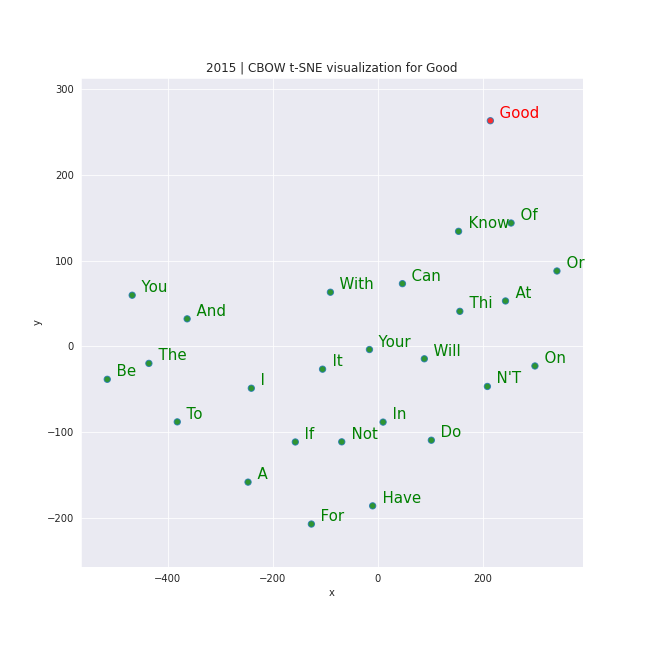 2015 | CBOW t-SNE visualization for Good
300
Good
200
Of
Know
100
Or
Can
With
You
At
Thi
And
y
0
Your
Will
The
It
On
Be
N'T
I
To
In
−100
If
Not
Do
A
Have
−200
For
−400
−200
0
200
x